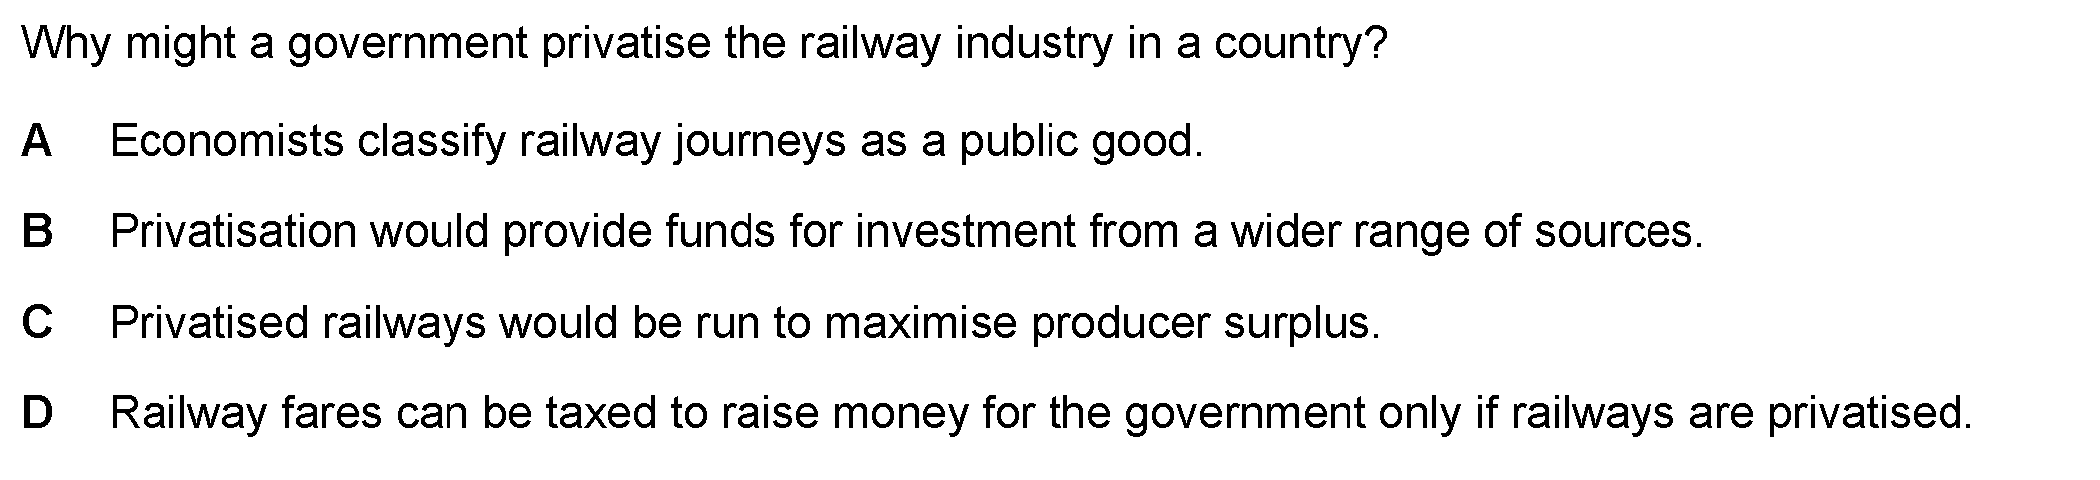 Why might a government privatise the railway industry in a country?
A Economists classify railway journeys as a public good.
B Privatisation would provide funds for investment from a wider range of sources.
C Privatised railways would be run to maximise producer surplus.
D Railway fares can be taxed to raise money for the government only if railways are privatised.